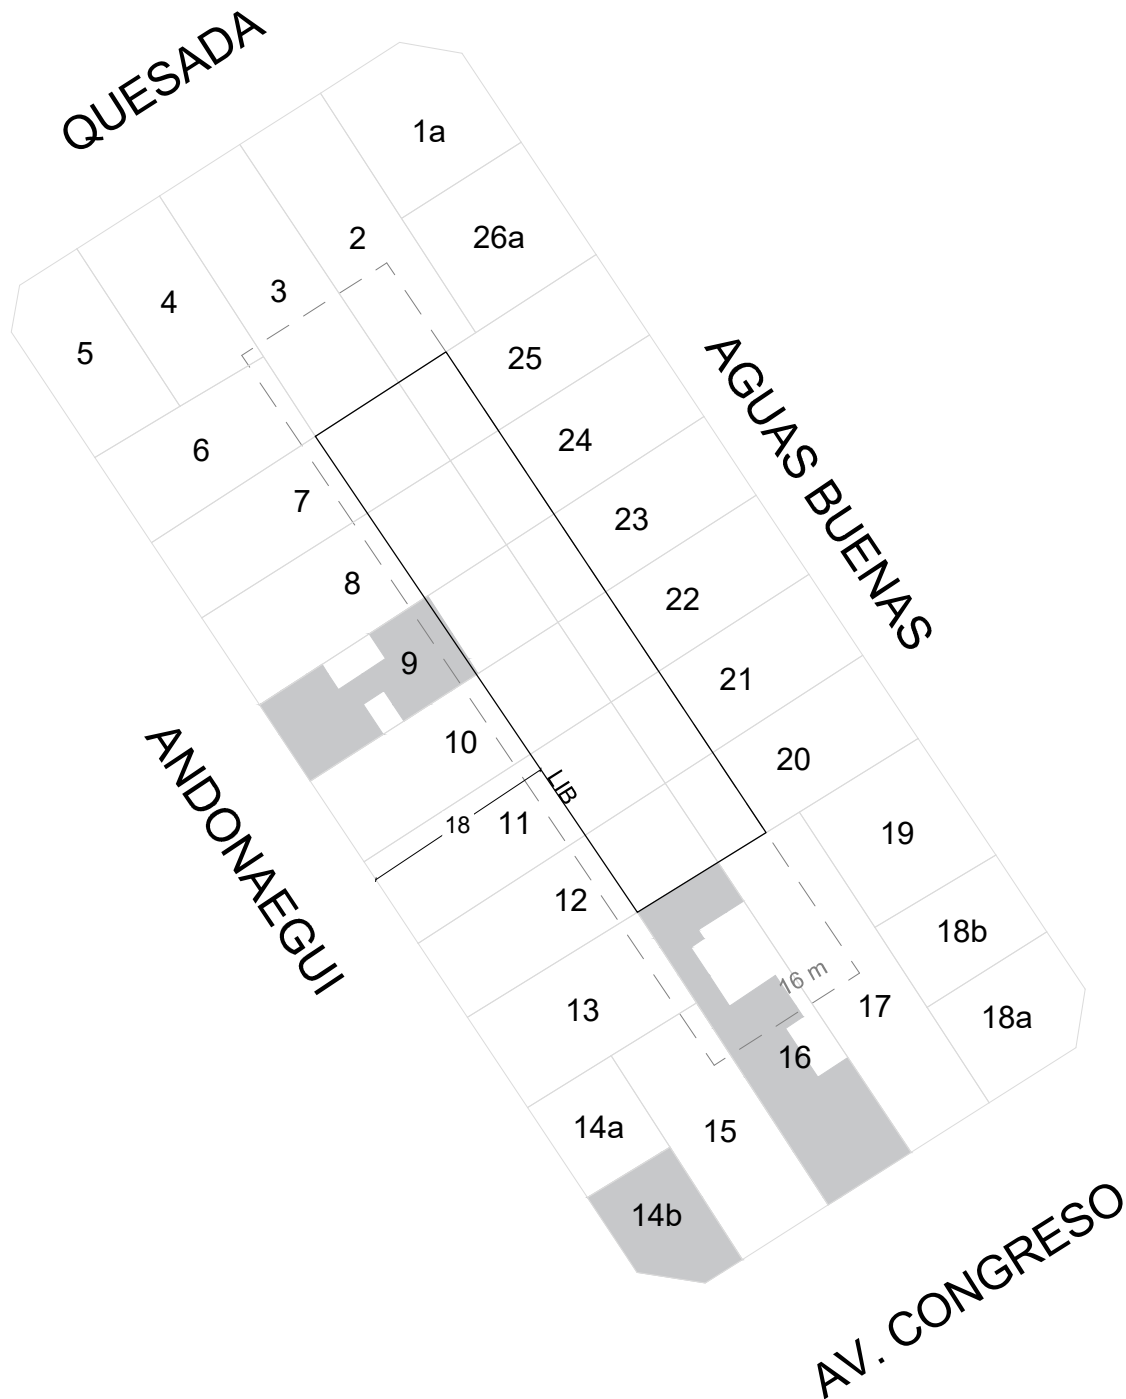 QUESADA
1a
2
26a
3
4
5
25
24
6
7
23
8
22
9
21
10
20
LIB
18
11
19
12
18b
16 m
17
13
18a
16
14a
15
14b
AGUAS BUENAS
ANDONAEGUI
AV. CONGRESO